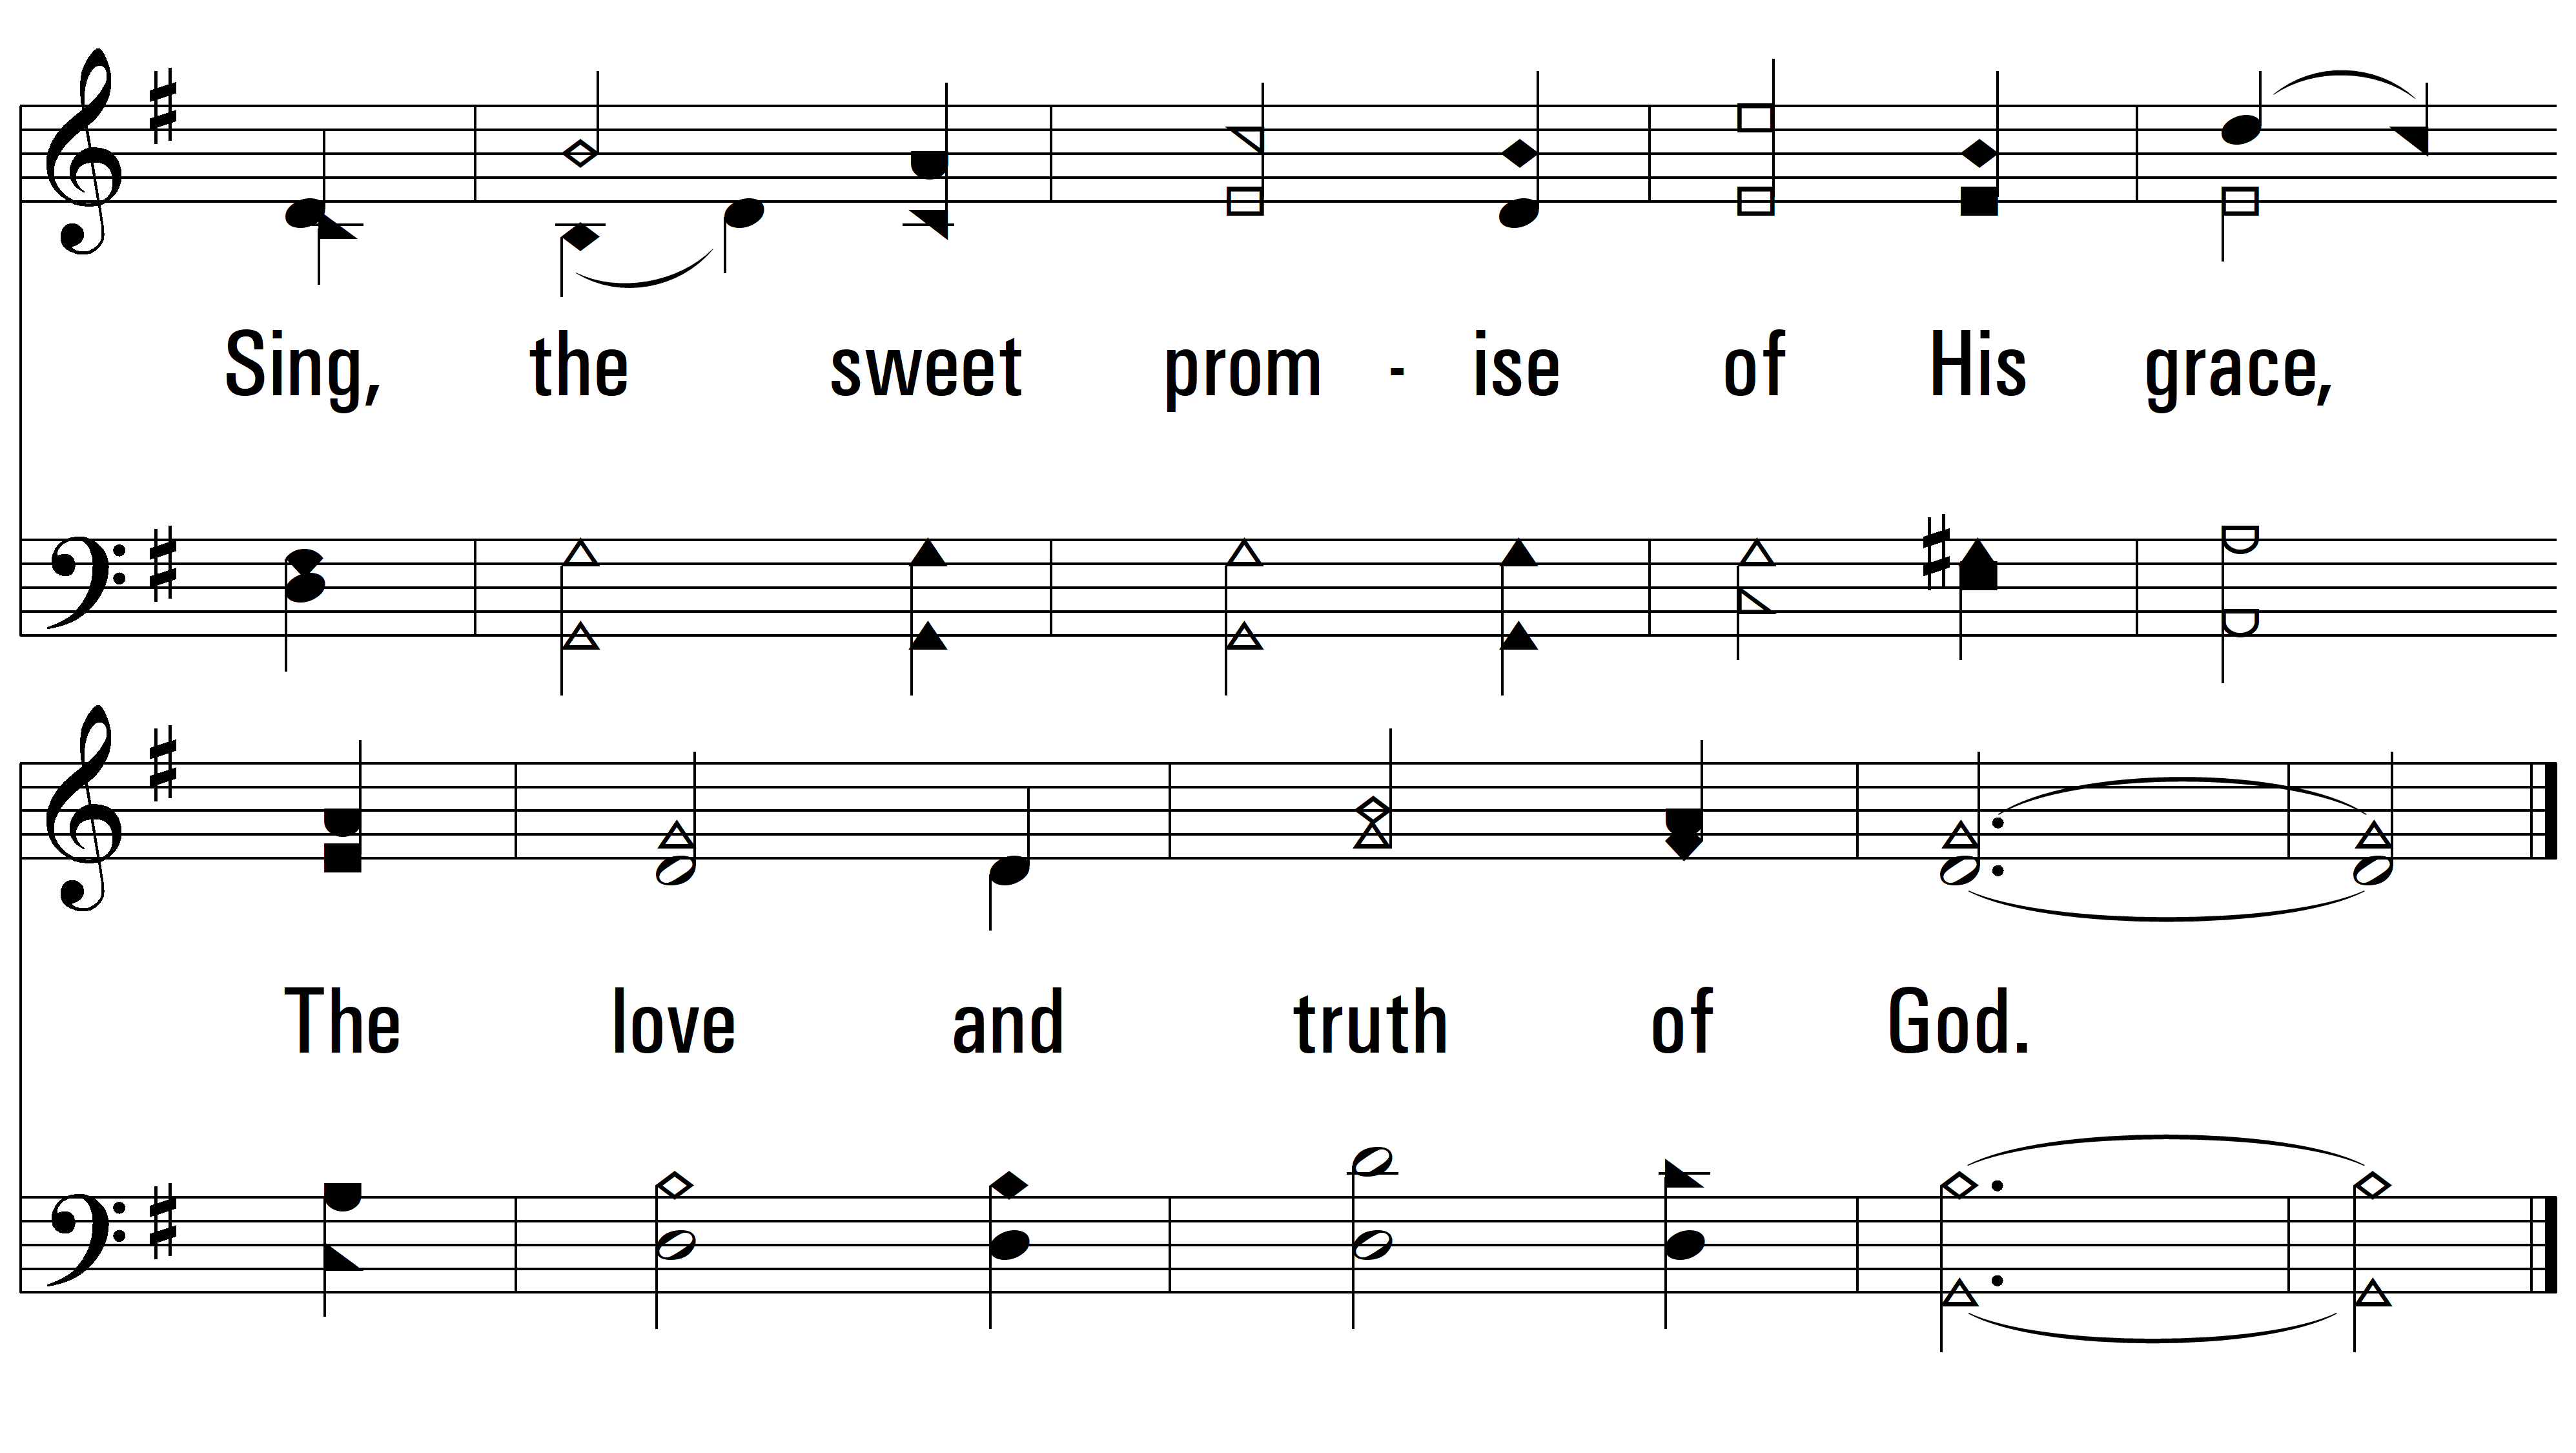 Sing, the sweet prom - ise of His grace,
The love and truth of God.